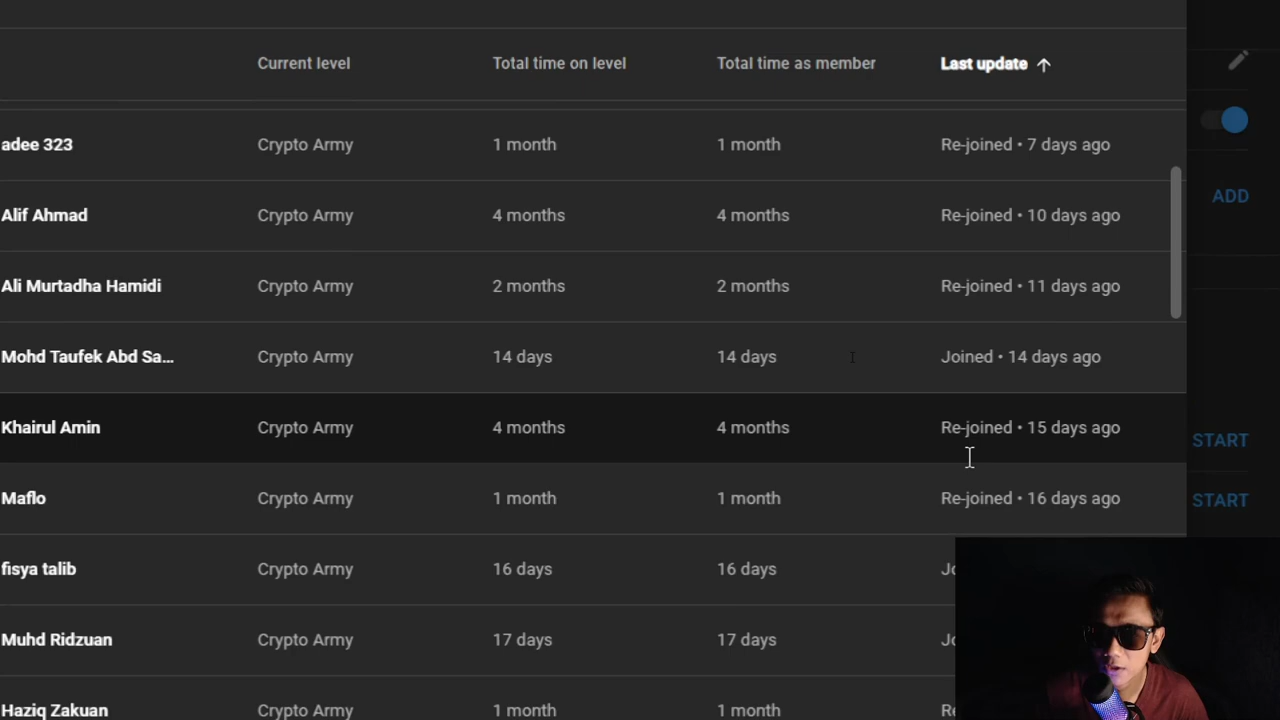 Current level Total time on level Total time as member Last update
adee 323 Crypto Army 1 month 1 month Re-joined • 7 days ago
ADD
Alif Ahmad Crypto Army 4 months 4 months Re-joined • 10 days ago
Ali Murtadha Hamidi Crypto Army 2 months 2 months Re-joined • 11 days ago
Mohd Taufek Abd Sa... Crypto Army 14 days 14 days Joined • 14 days ago
Khairul Amin Crypto Army 4 months 4 months Re-joined • 15 days ago
START
Maflo Crypto Army 1 month 1 month Re-joined • 16 days ago
START
fisya talib Crypto Army 16 days 16 days
Muhd Ridzuan Crypto Army 17 days 17 days
Haziq Zakuan Crypto Army 1 month 1 month